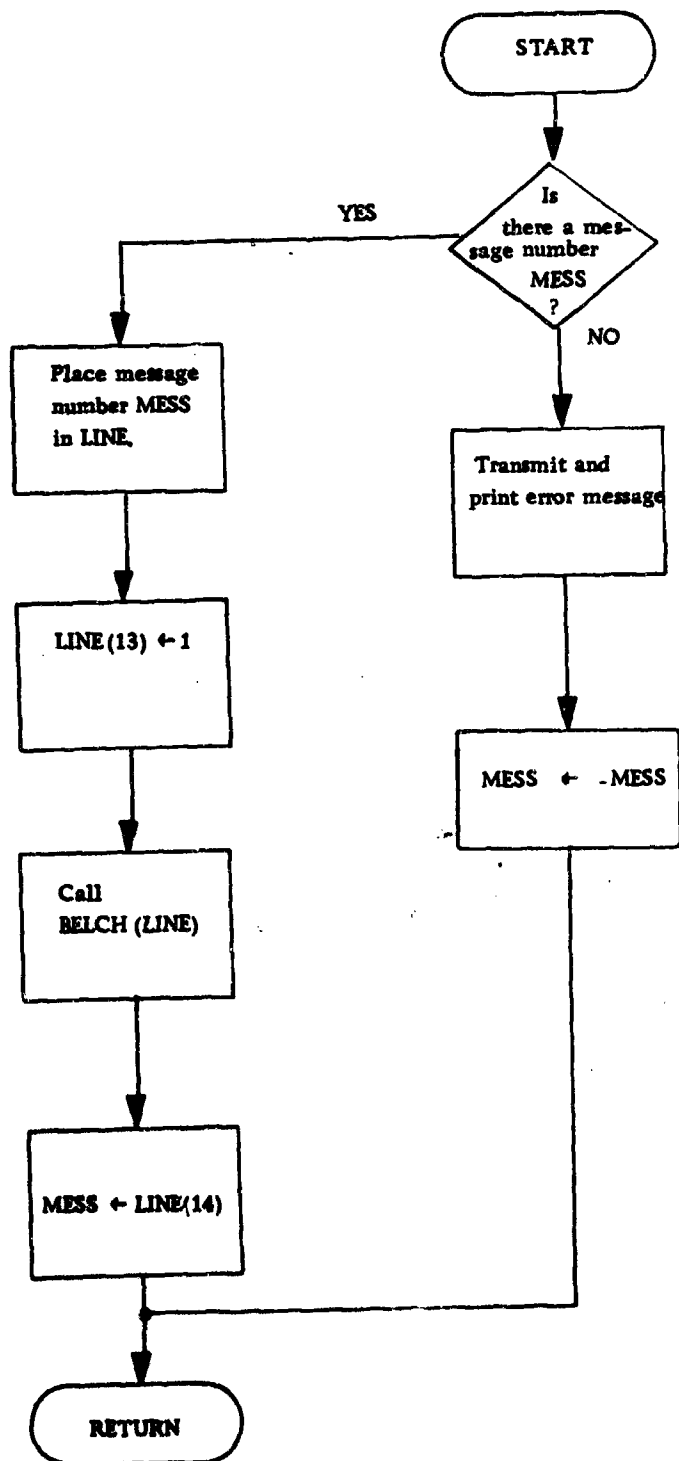 START
Is
there a mes-
sage number
MESS
?
YES
NO
Place message
number MESS
in LINE.
Transmit and
print error message
LINE(13) ← 1
MESS ← -MESS
Call
BELCH (LINE)
MESS ← LINE(14)
RETURN